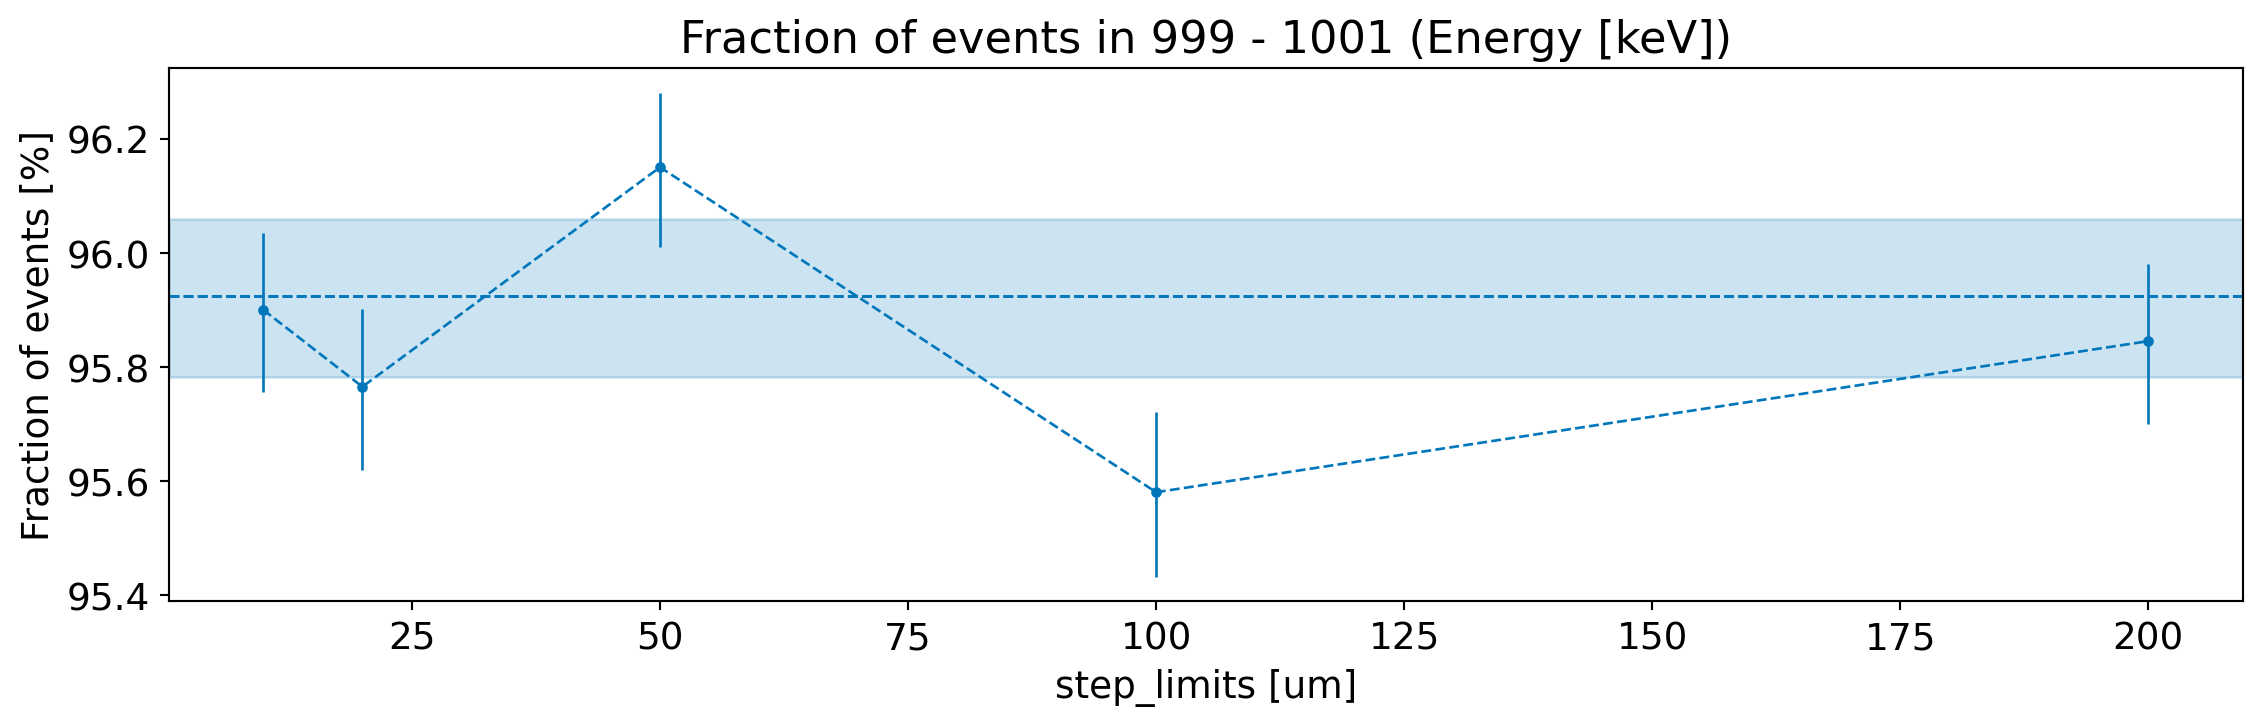 Fraction of events in 999 - 1001 (Energy [keV])
Fraction of events [%]
96.2
96.0
95.8
95.6
95.4
25 50 75 100 125 150 175 200
step_limits [um]